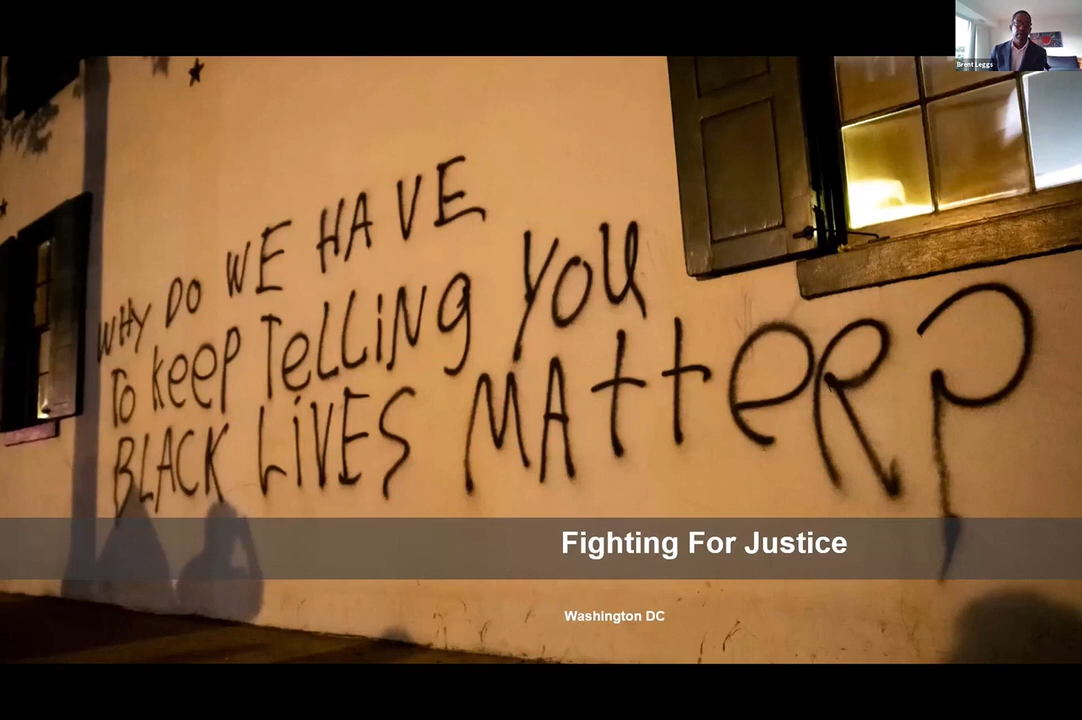 Brent Leggs
WHY DO WE HAVE
TO KeeP TeLLiNg YOU
BLACK LiVES MAtteR?
Fighting For Justice
Washington DC